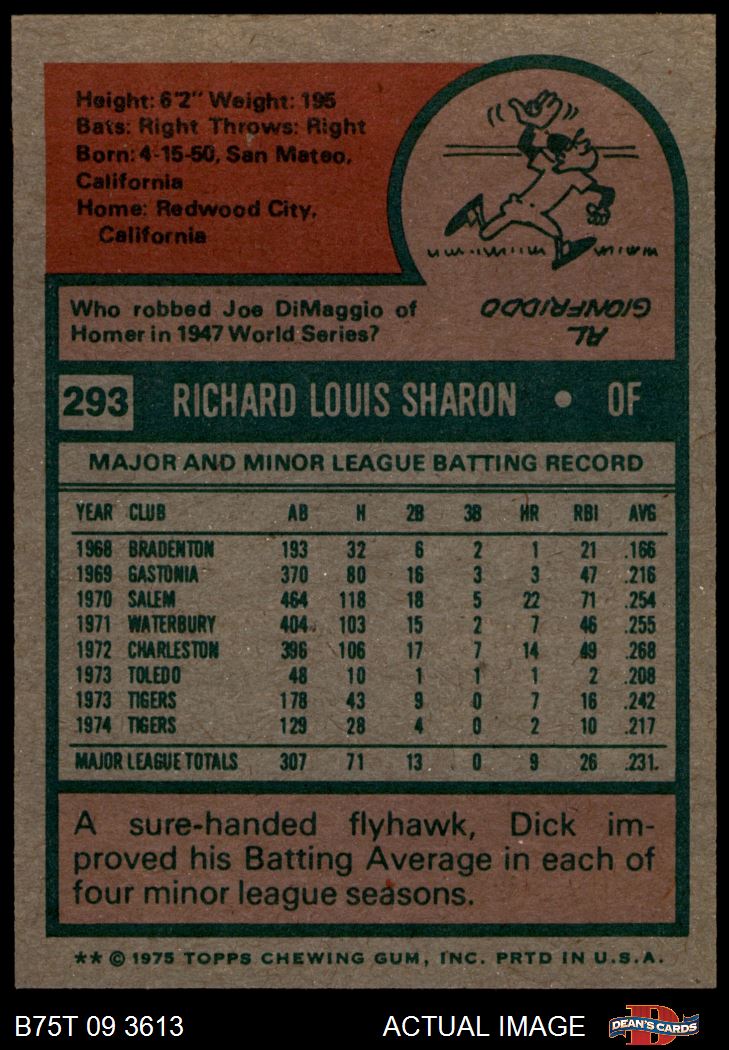 Height: 6'2" Weight: 195
Bats: Right Throws: Right
Born: 4-15-50, San Mateo,
California
Home: Redwood City,
California
Who robbed Joe DiMaggio of
Homer in 1947 World Series?
AL
GIONFRIDDO
293 RICHARD LOUIS SHARON • OF
MAJOR AND MINOR LEAGUE BATTING RECORD
YEAR CLUB AB H 2B 3B HR RBI AVG
1968 BRADENTON 193 32 6 2 1 21 .166
1969 GASTONIA 370 80 16 3 3 47 .216
1970 SALEM 464 118 18 5 22 71 .254
1971 WATERBURY 404 103 15 2 7 46 .255
1972 CHARLESTON 396 106 17 7 14 49 .268
1973 TOLEDO 48 10 1 1 1 2 .208
1973 TIGERS 178 43 9 0 7 16 .242
1974 TIGERS 129 28 4 0 2 10 .217
MAJOR LEAGUE TOTALS 307 71 13 0 9 26 .231.
A sure-handed flyhawk, Dick im-
proved his Batting Average in each of
four minor league seasons.
** © 1975 TOPPS CHEWING GUM, INC. PRTD IN U.S.A.
B75T 09 3613 ACTUAL IMAGE D DEAN'S CARDS